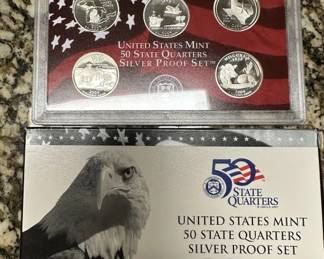 UNITED STATES MINT
50 STATE QUARTERS
SILVER PROOF SET™
50
STATE
QUARTERS
UNITED STATES MINT
50 STATE QUARTERS
SILVER PROOF SET